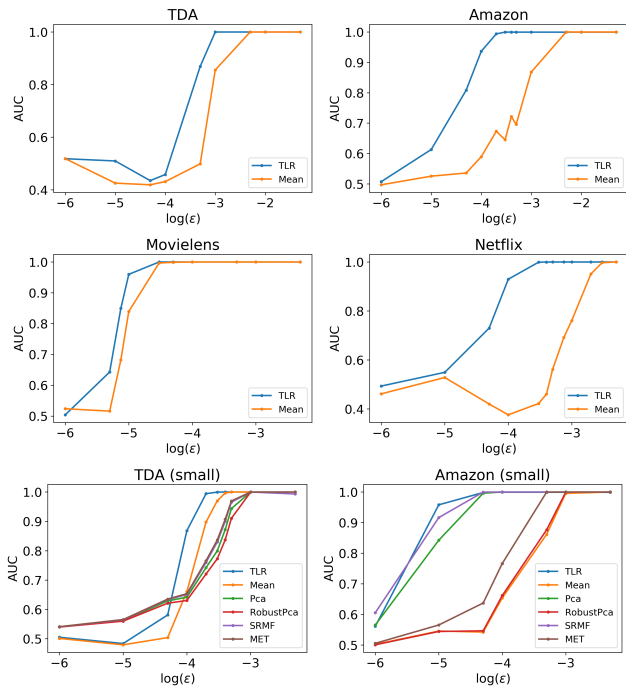 TDA
1.0
0.8
0.6
0.4
AUC
TLR
Mean
−6
−5
−4
−3
−2
log(ε)
Amazon
1.0
0.9
0.8
0.7
0.6
0.5
AUC
TLR
Mean
−6
−5
−4
−3
−2
log(ε)
Movielens
1.0
0.9
0.8
0.7
0.6
0.5
AUC
TLR
Mean
−6
−5
−4
−3
log(ε)
Netflix
1.0
0.8
0.6
0.4
AUC
TLR
Mean
−6
−5
−4
−3
log(ε)
TDA (small)
1.0
0.9
0.8
0.7
0.6
0.5
AUC
TLR
Mean
Pca
RobustPca
SRMF
MET
−6
−5
−4
−3
log(ε)
Amazon (small)
1.0
0.9
0.8
0.7
0.6
0.5
AUC
TLR
Mean
Pca
RobustPca
SRMF
MET
−6
−5
−4
−3
log(ε)